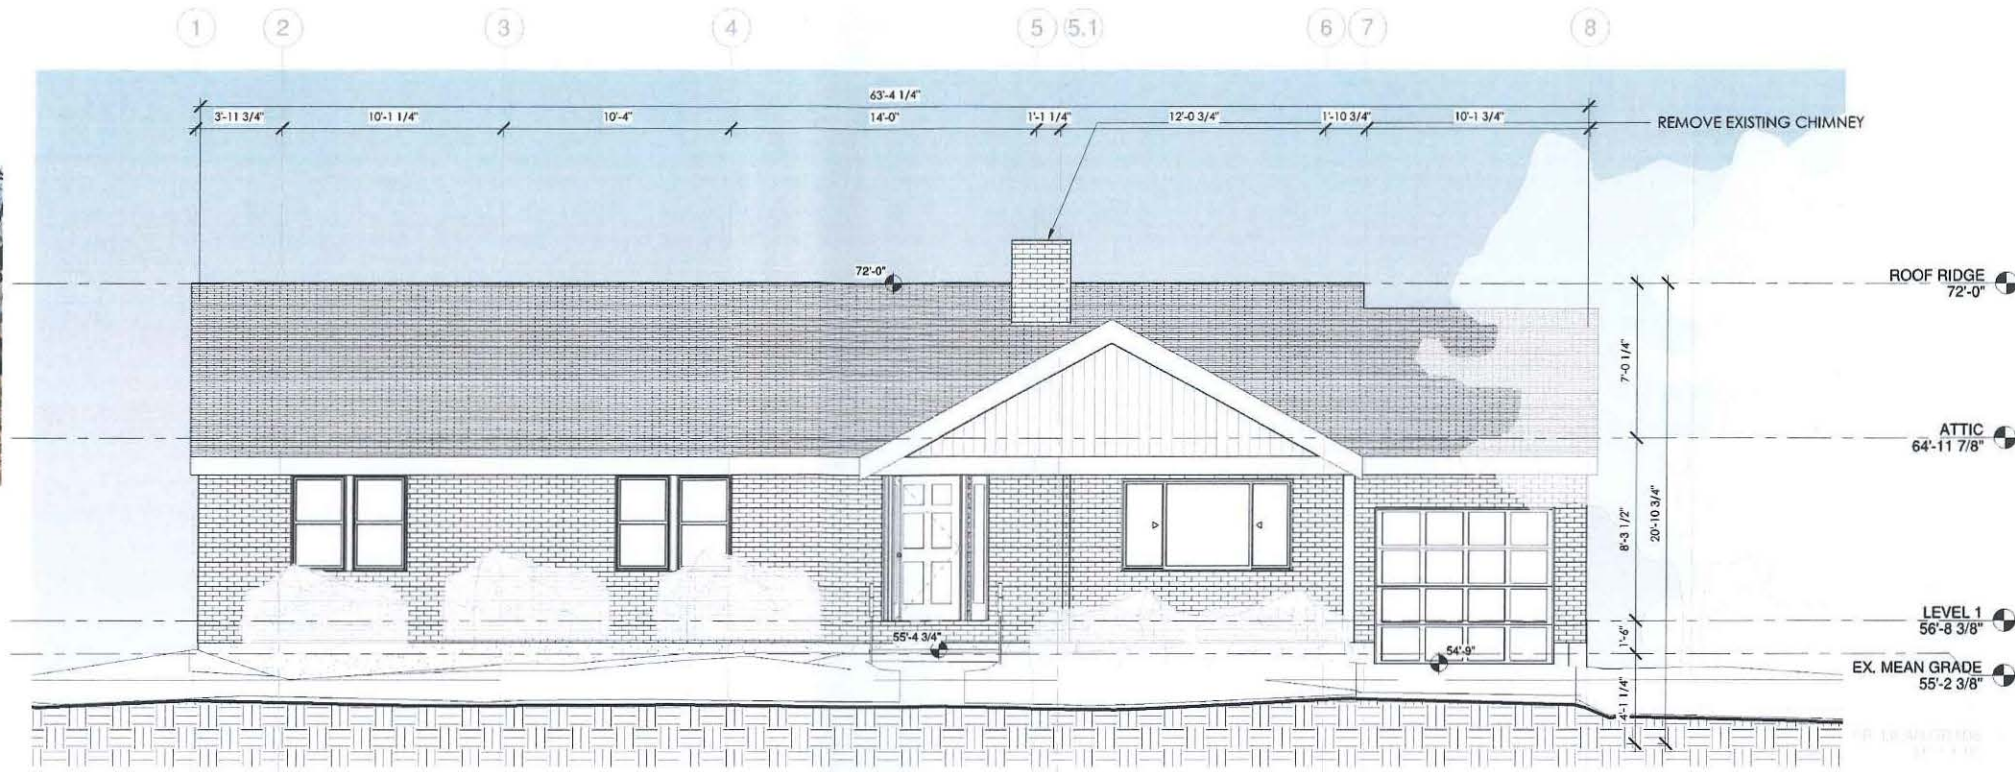 1 2 3 4 5 5.1 6 7 8
63'-4 1/4"
3'-11 3/4" 10'-1 1/4" 10'-4" 14'-0" 1'-1 1/4" 12'-0 3/4" 1'-10 3/4" 10'-1 3/4"
REMOVE EXISTING CHIMNEY
72'-0"
ROOF RIDGE
72'-0"
7'-0 1/4"
ATTIC
64'-11 7/8"
8'-3 1/2"
20'-10 3/4"
LEVEL 1
56'-8 3/8"
1'-6"
55'-4 3/4"
54'-9"
EX. MEAN GRADE
55'-2 3/8"
4'-1 1/4"